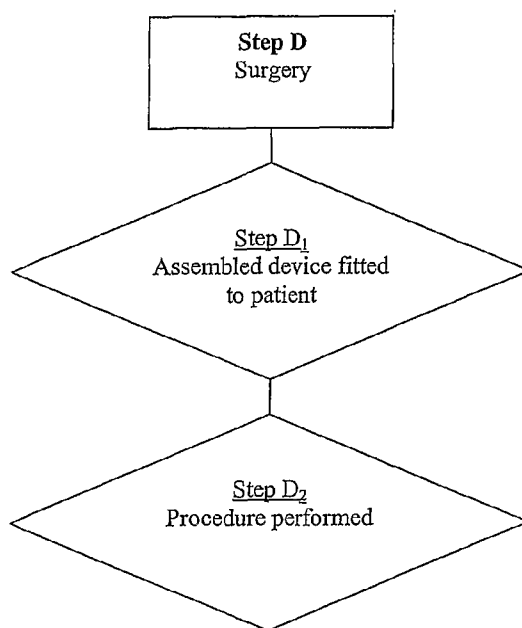 Step D
Surgery
Step D₁
Assembled device fitted
to patient
Step D₂
Procedure performed